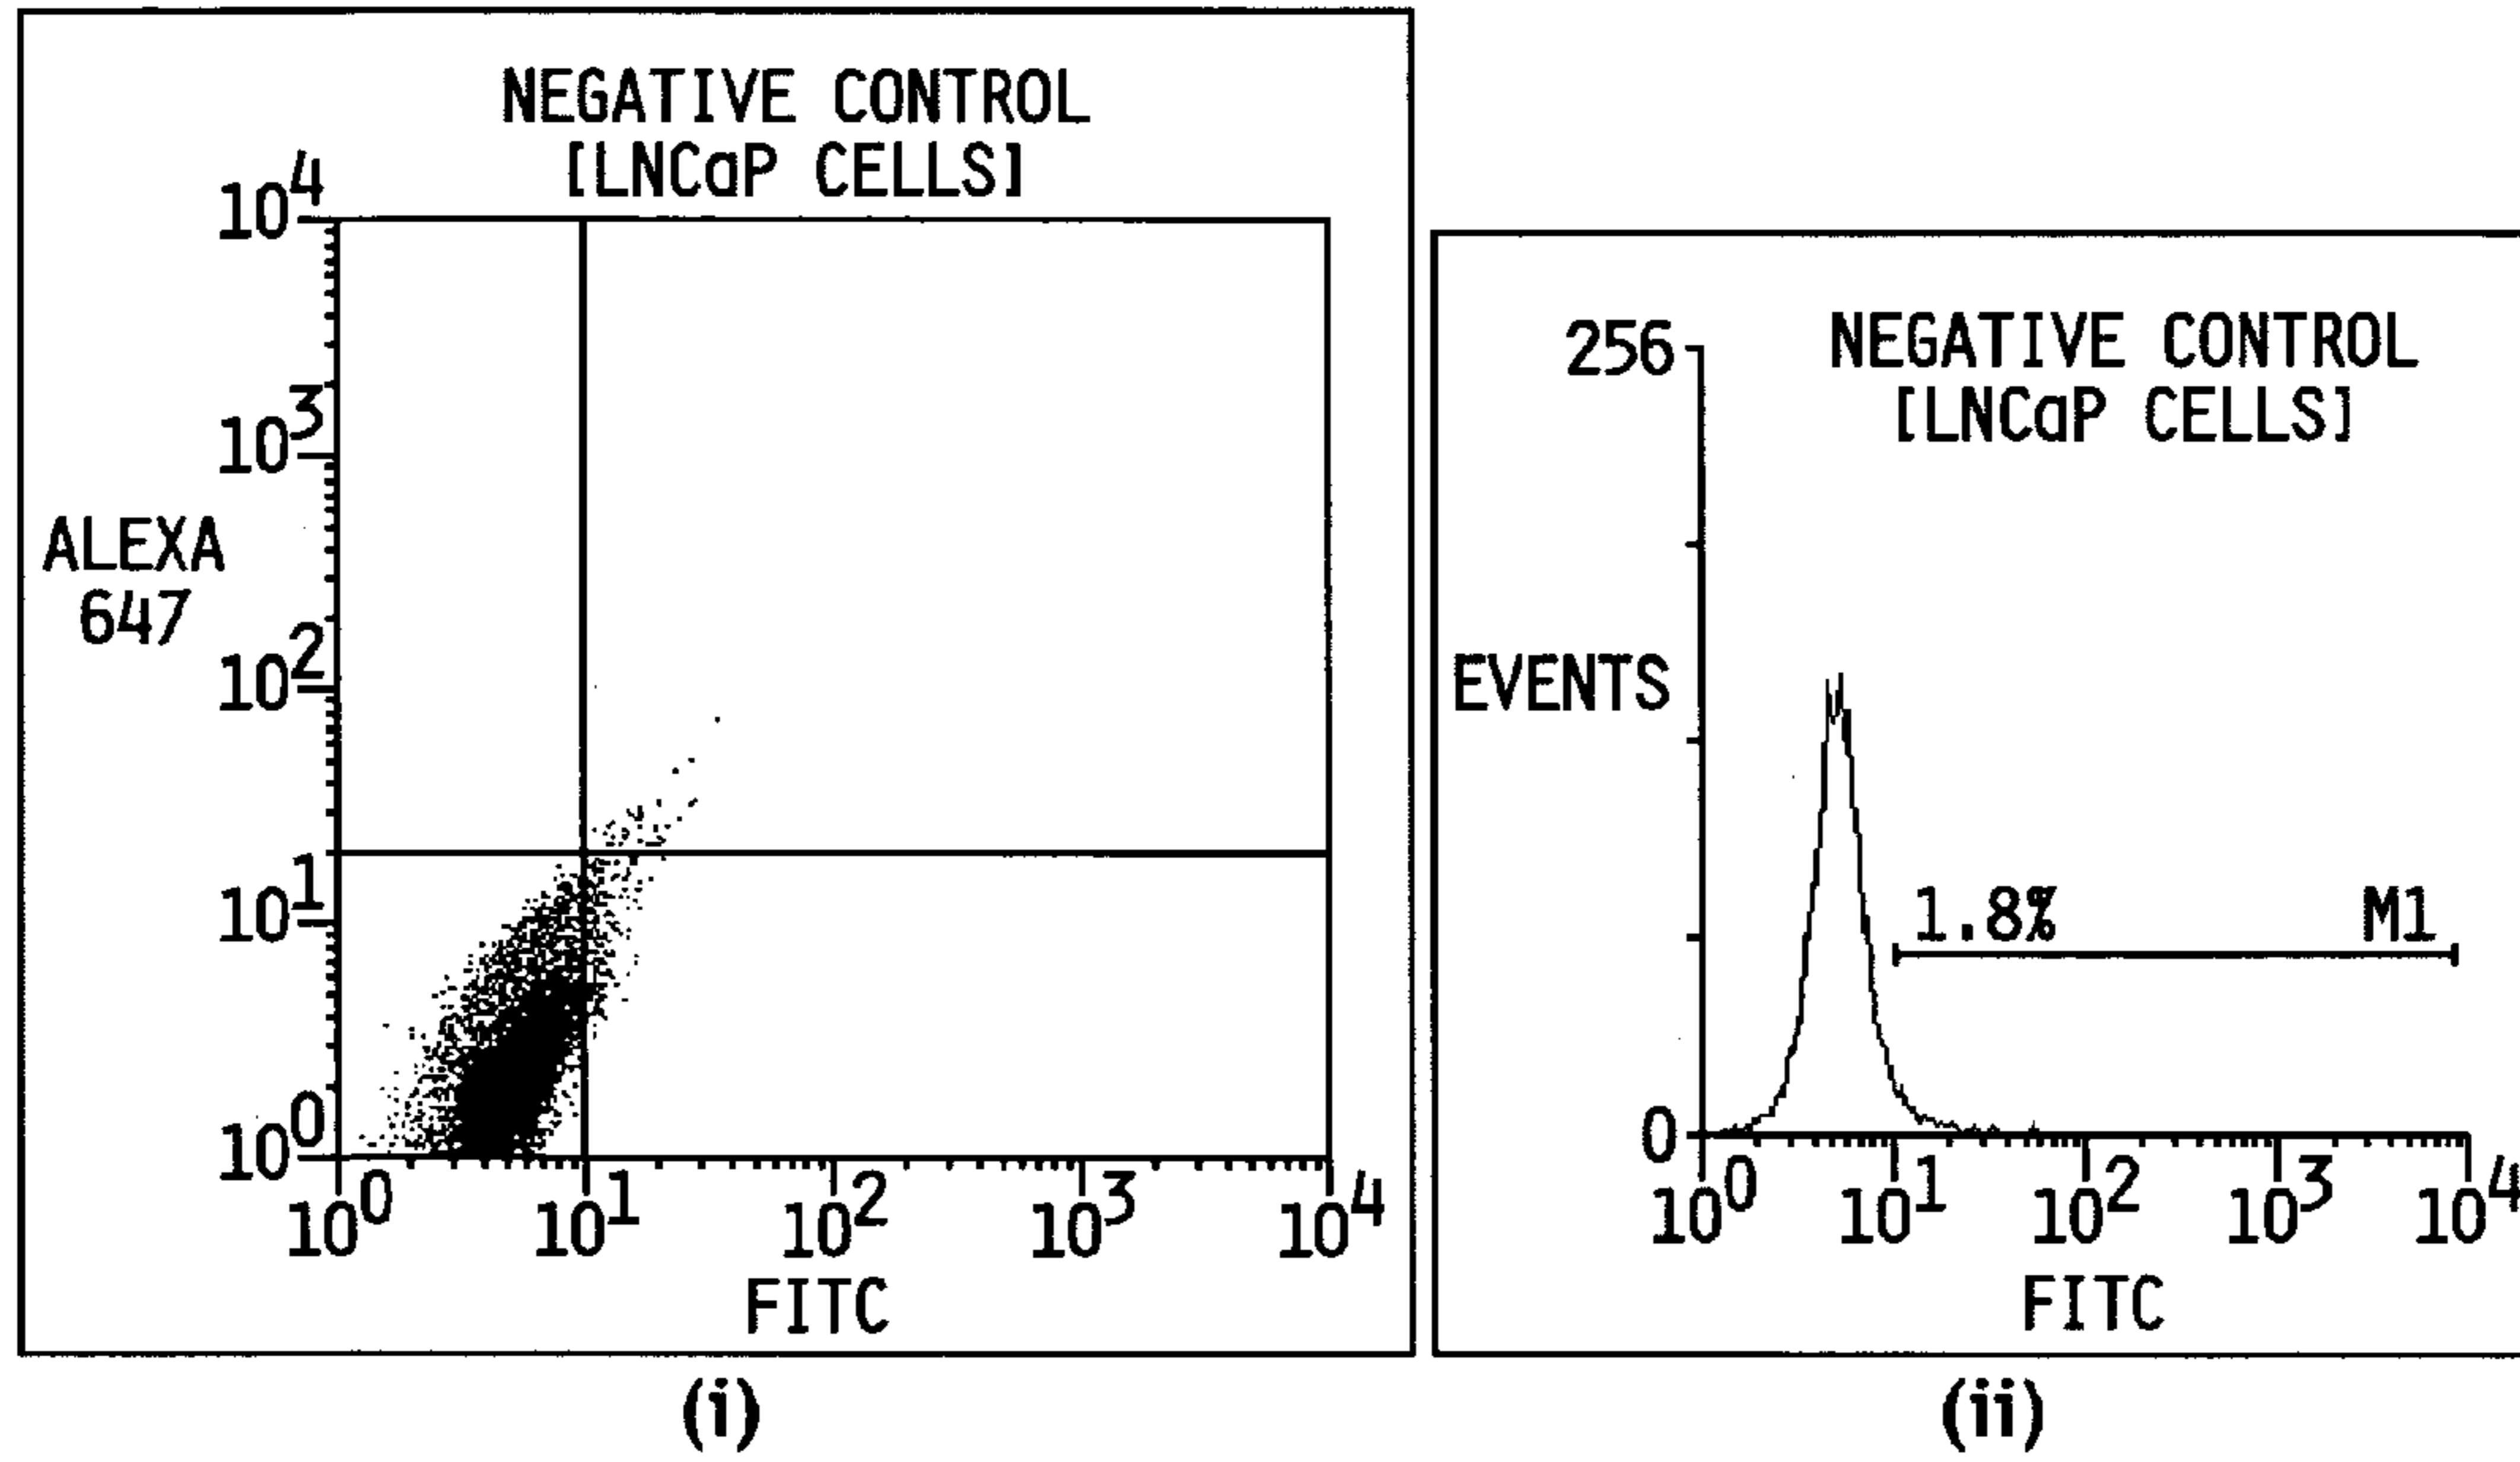 NEGATIVE CONTROL
[LNCaP CELLS]
10^4
10^3
ALEXA
647
10^2
10^1
10^0
10^0 10^1 10^2 10^3 10^4
FITC
(i)
NEGATIVE CONTROL
[LNCaP CELLS]
256
EVENTS
1.8% M1
0
10^0 10^1 10^2 10^3 10^4
FITC
(ii)